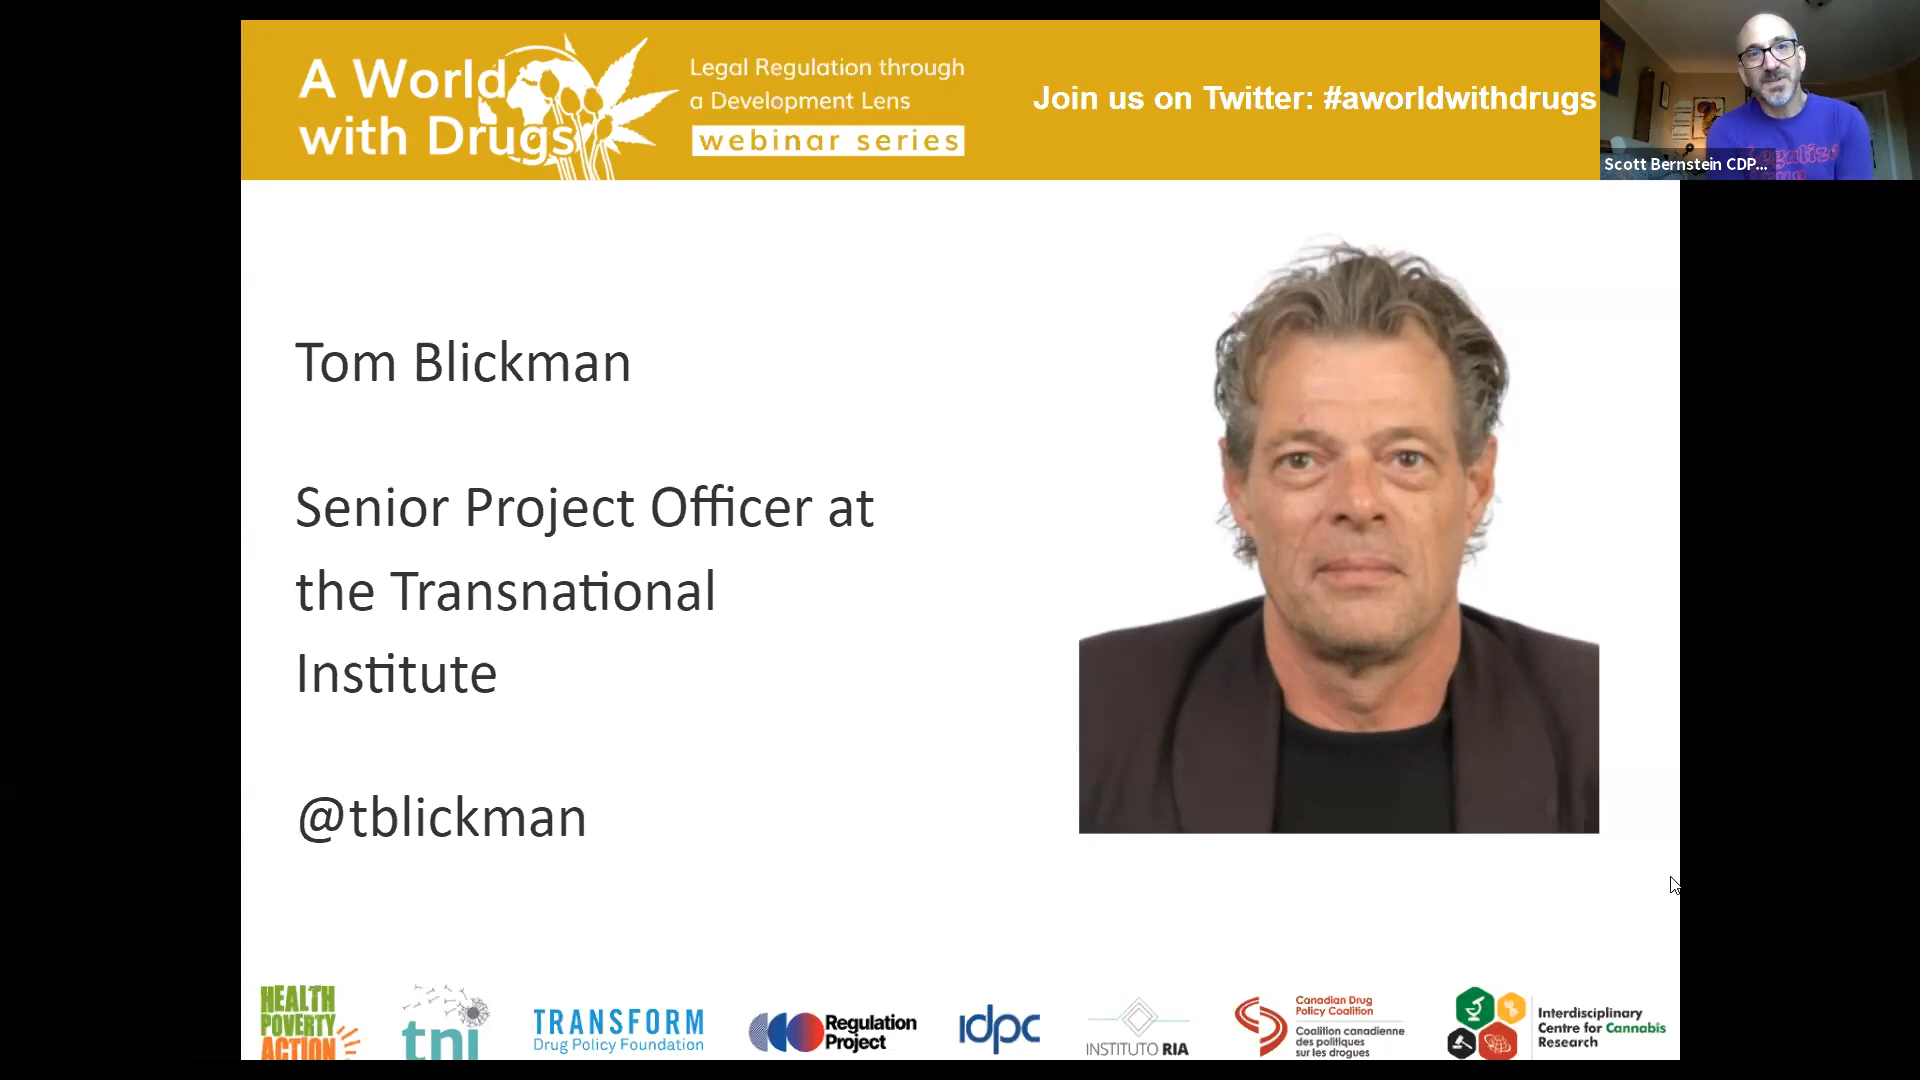 A World
with Drugs
Legal Regulation through
a Development Lens
webinar series
Join us on Twitter: #aworldwithdrugs
Scott Bernstein CDP...
Legalize
Tom Blickman
Senior Project Officer at
the Transnational
Institute
@tblickman
HEALTH
POVERTY
ACTION
tni
TRANSFORM
Drug Policy Foundation
Regulation
Project
idpc
INSTITUTO RIA
Canadian Drug
Policy Coalition
Coalition canadienne
des politiques
sur les drogues
Interdisciplinary
Centre for Cannabis
Research